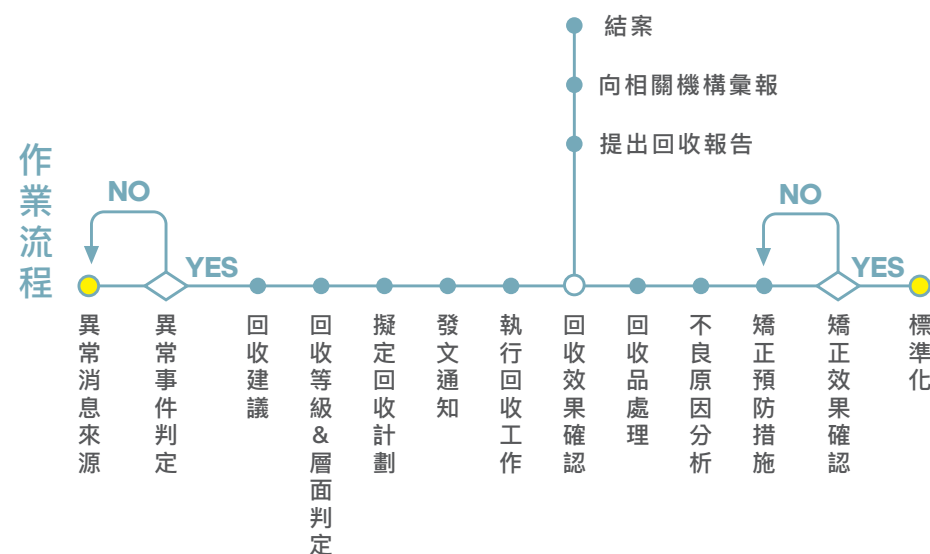 作業流程
結案
向相關機構彙報
提出回收報告
NO
YES
NO
YES
異常消息來源
異常事件判定
回收建議
回收等級&層面判定
擬定回收計劃
發文通知
執行回收工作
回收效果確認
回收品處理
不良原因分析
矯正預防措施
矯正效果確認
標準化